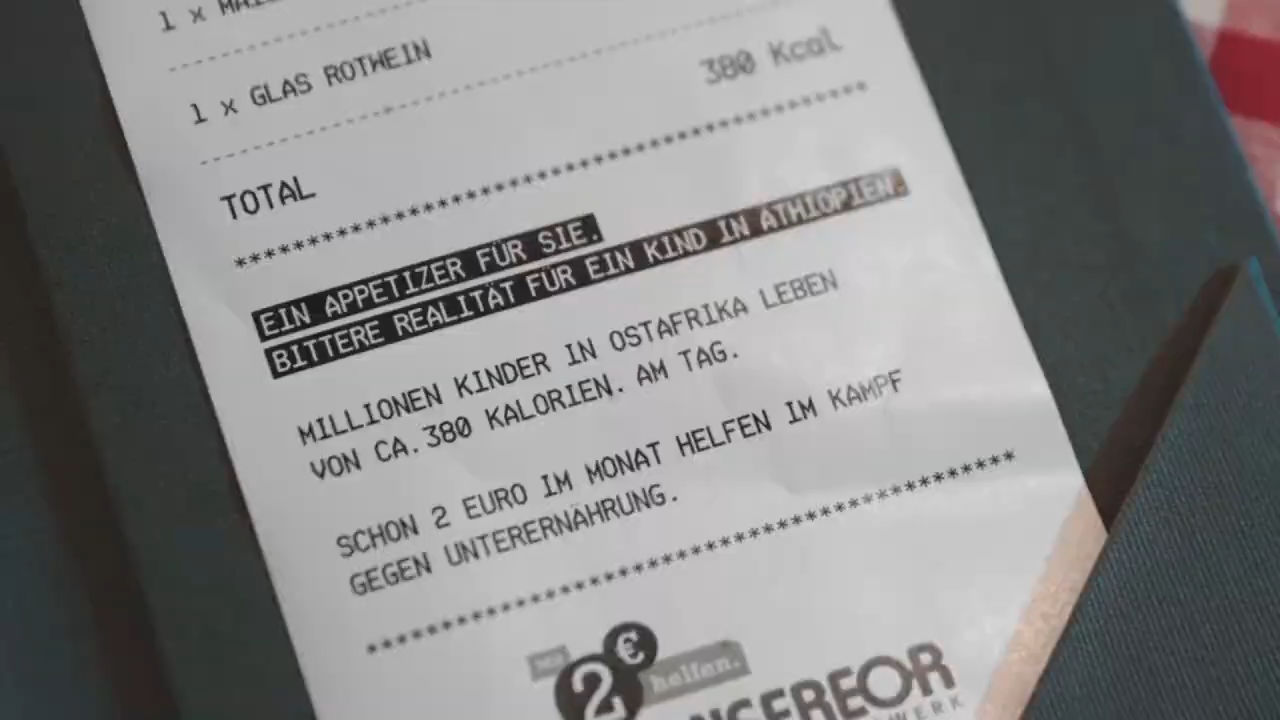 1 x
1 x GLAS ROTWEIN
380 Kcal
TOTAL
****************************************
EIN APPETIZER FÜR SIE.
BITTERE REALITÄT FÜR EIN KIND IN ÄTHIOPIEN.
MILLIONEN KINDER IN OSTAFRIKA LEBEN
VON CA.380 KALORIEN. AM TAG.
SCHON 2 EURO IM MONAT HELFEN IM KAMPF
GEGEN UNTERERNÄHRUNG.
****************************************
2 € helfen.